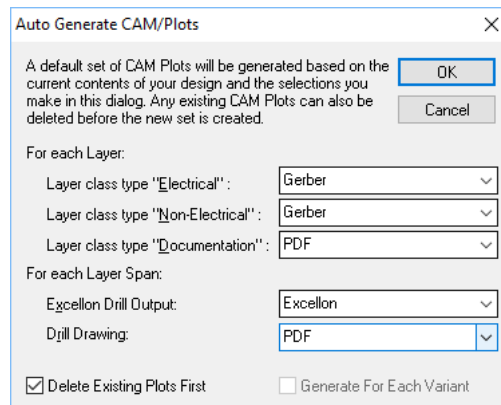 Auto Generate CAM/Plots
A default set of CAM Plots will be generated based on the
current contents of your design and the selections you
make in this dialog. Any existing CAM Plots can also be
deleted before the new set is created.
OK
Cancel
For each Layer:
Layer class type "Electrical" : Gerber
Layer class type "Non-Electrical" : Gerber
Layer class type "Documentation" : PDF
For each Layer Span:
Excellon Drill Output: Excellon
Drill Drawing: PDF
Delete Existing Plots First
Generate For Each Variant